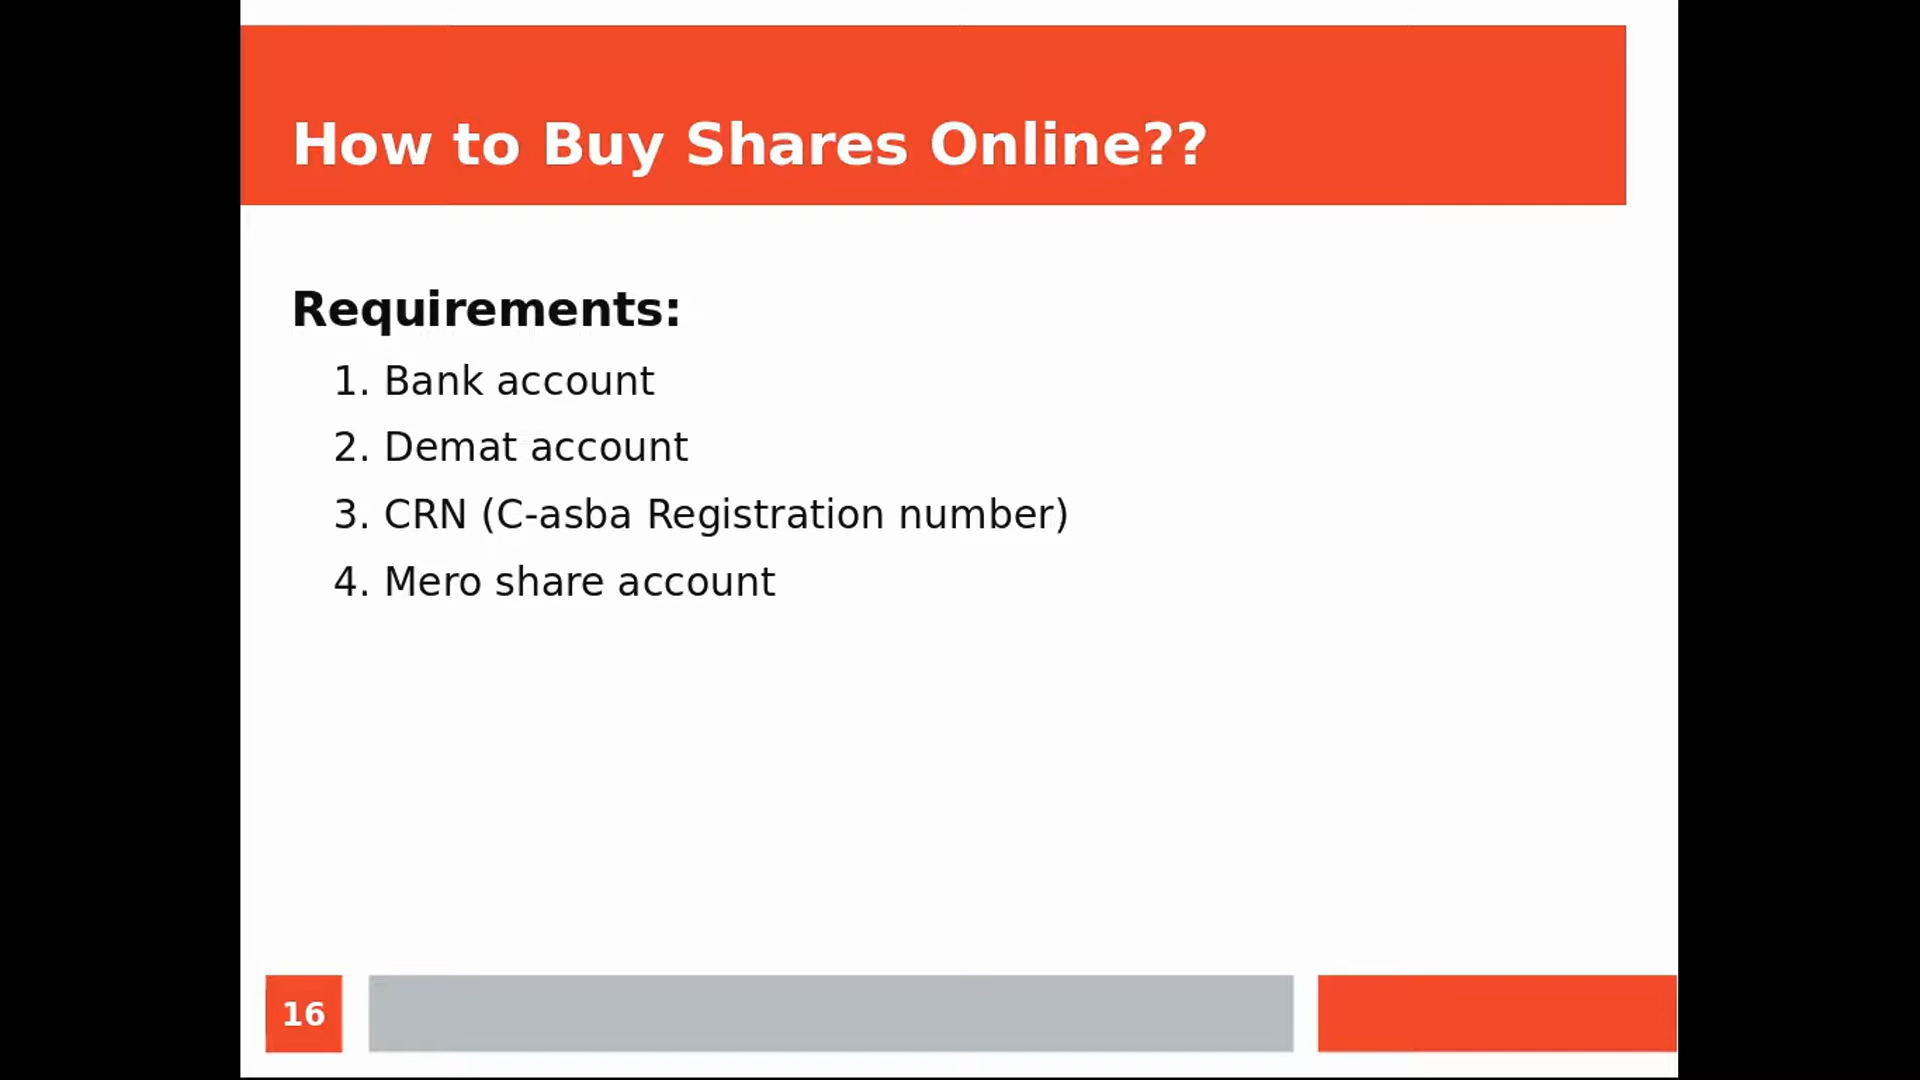 How to Buy Shares Online??
Requirements:
1. Bank account
2. Demat account
3. CRN (C-asba Registration number)
4. Mero share account
16